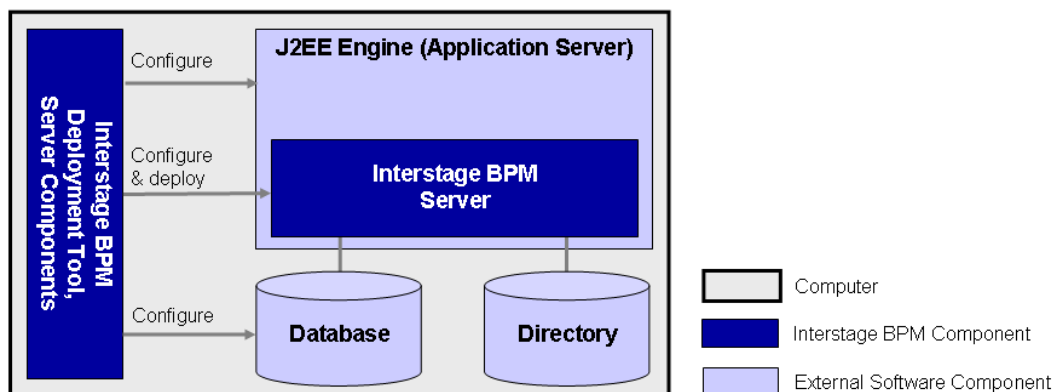 J2EE Engine (Application Server)
Configure
Interstage BPM
Deployment Tool,
Server Components
Configure
& deploy
Interstage BPM
Server
Configure
Database
Directory
Computer
Interstage BPM Component
External Software Component